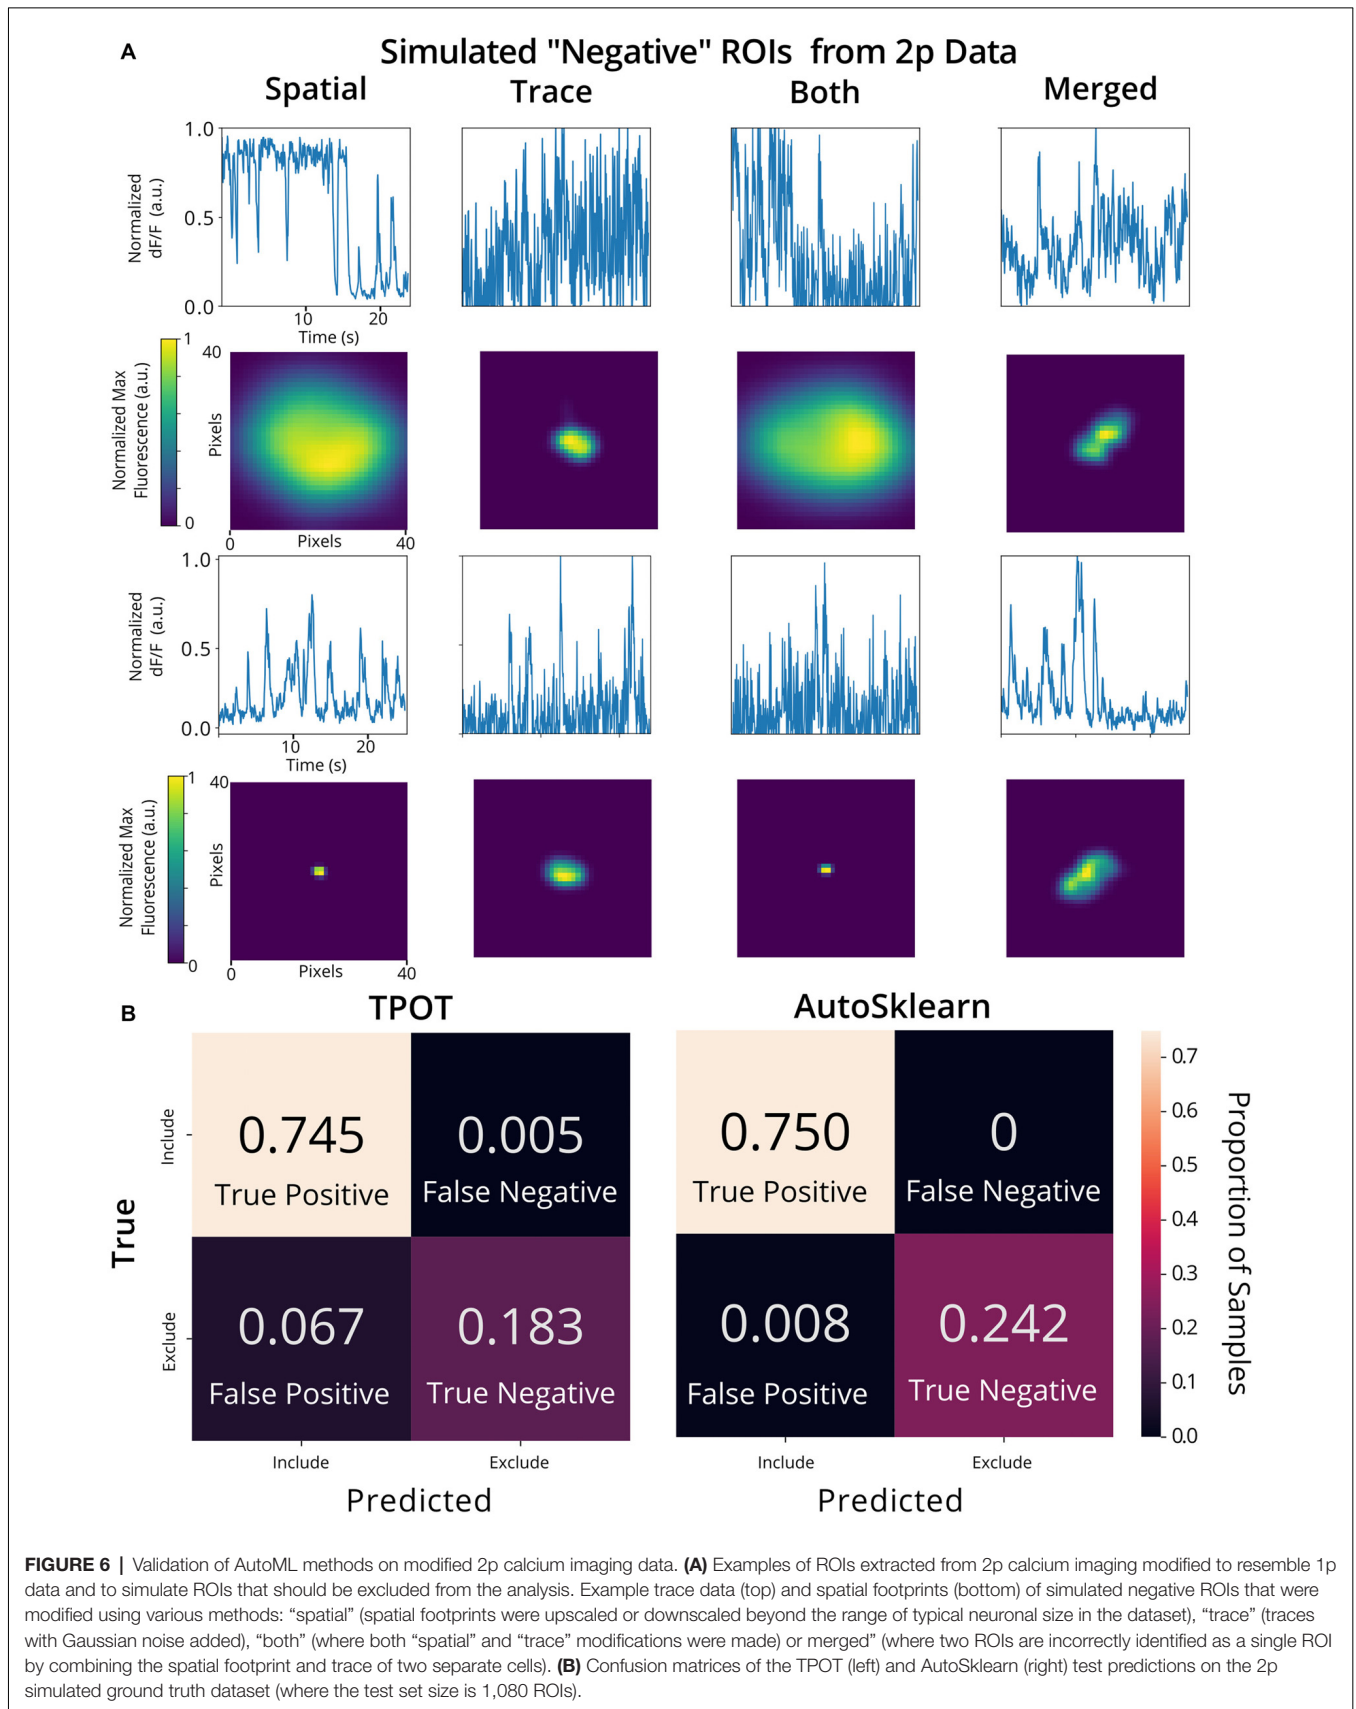 A
Simulated "Negative" ROIs from 2p Data
Spatial
Trace
Both
Merged
Normalized
dF/F (a.u.)
1.0
0.5
0.0
10
20
Time (s)
Normalized Max
Fluorescence (a.u.)
1
0
40
Pixels
0
Pixels
40
Normalized
dF/F (a.u.)
1.0
0.5
0.0
10
20
Time (s)
Normalized Max
Fluorescence (a.u.)
1
0
40
Pixels
0
Pixels
40
B
TPOT
AutoSklearn
True
Include
Exclude
0.745
True Positive
0.005
False Negative
0.067
False Positive
0.183
True Negative
Include
Exclude
Predicted
0.750
True Positive
0
False Negative
0.008
False Positive
0.242
True Negative
Include
Exclude
Predicted
0.7
0.6
0.5
0.4
0.3
0.2
0.1
0.0
Proportion of Samples
FIGURE 6 | Validation of AutoML methods on modified 2p calcium imaging data. (A) Examples of ROIs extracted from 2p calcium imaging modified to resemble 1p
data and to simulate ROIs that should be excluded from the analysis. Example trace data (top) and spatial footprints (bottom) of simulated negative ROIs that were
modified using various methods: “spatial” (spatial footprints were upscaled or downscaled beyond the range of typical neuronal size in the dataset), “trace” (traces
with Gaussian noise added), “both” (where both “spatial” and “trace” modifications were made) or merged” (where two ROIs are incorrectly identified as a single ROI
by combining the spatial footprint and trace of two separate cells). (B) Confusion matrices of the TPOT (left) and AutoSklearn (right) test predictions on the 2p
simulated ground truth dataset (where the test set size is 1,080 ROIs).